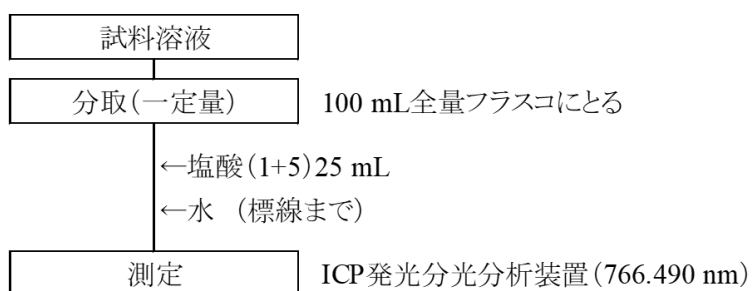 試料溶液
分取(一定量) 100 mL全量フラスコにとる
←塩酸(1+5)25 mL
←水 (標線まで)
測定 ICP発光分光分析装置(766.490 nm)